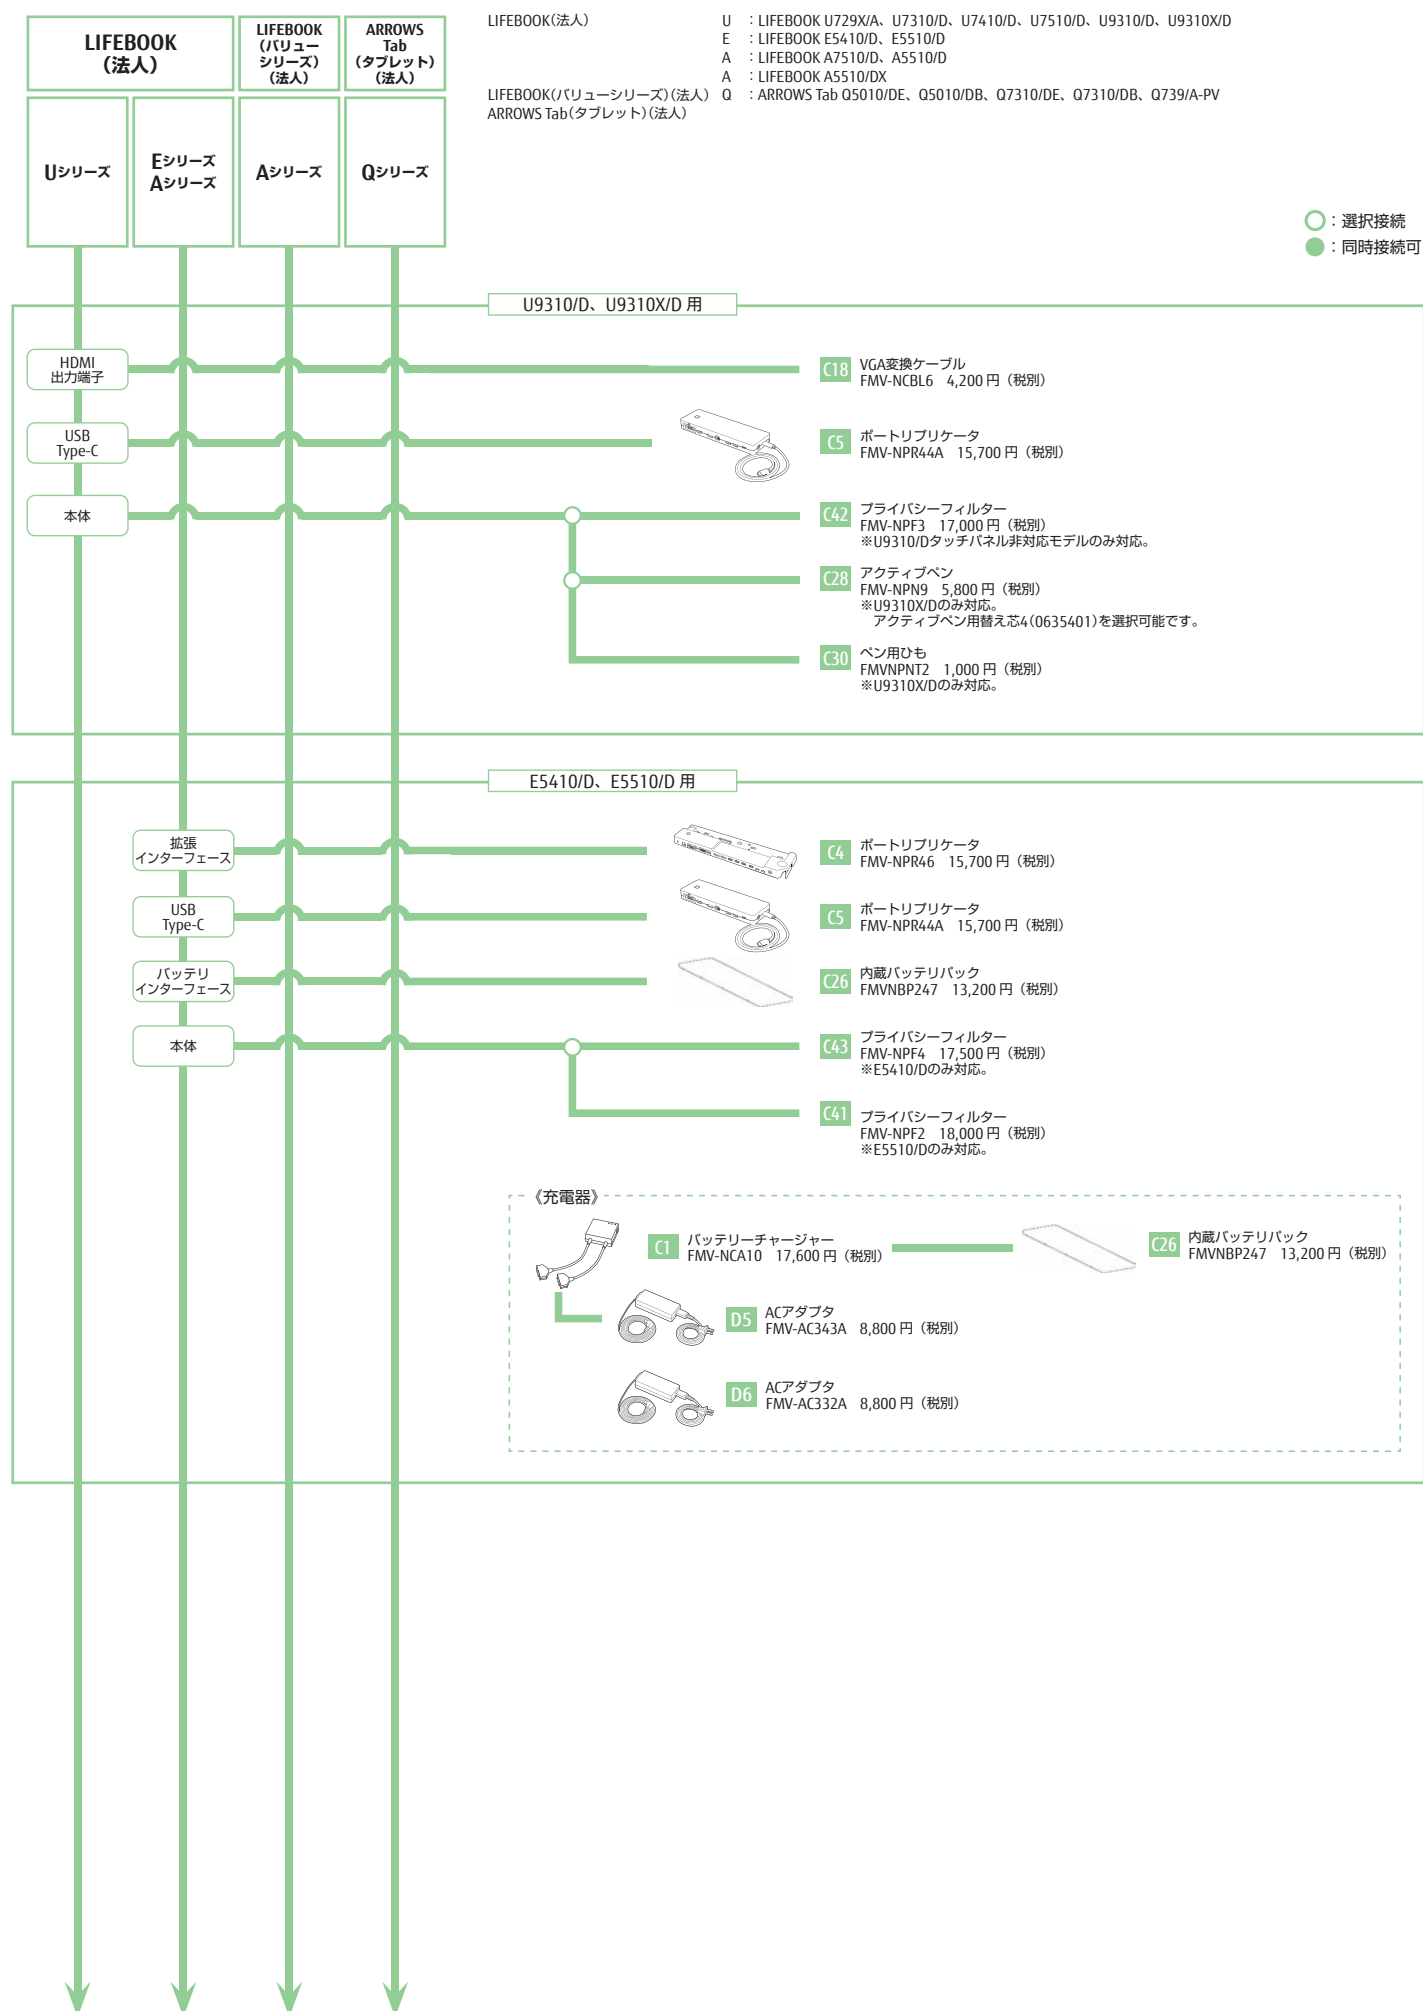 LIFEBOOK
（法人）
LIFEBOOK
（バリュー
シリーズ）
（法人）
ARROWS
Tab
（タブレット）
（法人）
Uシリーズ
Eシリーズ
Aシリーズ
Aシリーズ
Qシリーズ
LIFEBOOK（法人） U ：LIFEBOOK U729X/A、U7310/D、U7410/D、U7510/D、U9310/D、U9310X/D
E ：LIFEBOOK E5410/D、E5510/D
A ：LIFEBOOK A7510/D、A5510/D
A ：LIFEBOOK A5510/DX
LIFEBOOK（バリューシリーズ）（法人） Q ：ARROWS Tab Q5010/DE、Q5010/DB、Q7310/DE、Q7310/DB、Q739/A-PV
ARROWS Tab（タブレット）（法人）
：選択接続
：同時接続可
U9310/D、U9310X/D 用
HDMI
出力端子
C18 VGA変換ケーブル
FMV-NCBL6 4,200 円（税別）
USB
Type-C
C5 ポートリプリケータ
FMV-NPR44A 15,700 円（税別）
本体
C42 プライバシーフィルター
FMV-NPF3 17,000 円（税別）
※U9310/Dタッチパネル非対応モデルのみ対応。
C28 アクティブペン
FMV-NPN9 5,800 円（税別）
※U9310X/Dのみ対応。
アクティブペン用替え芯4（0635401）を選択可能です。
C30 ペン用ひも
FMVNPNT2 1,000 円（税別）
※U9310X/Dのみ対応。
E5410/D、E5510/D 用
拡張
インターフェース
C4 ポートリプリケータ
FMV-NPR46 15,700 円（税別）
USB
Type-C
C5 ポートリプリケータ
FMV-NPR44A 15,700 円（税別）
バッテリ
インターフェース
C26 内蔵バッテリパック
FMVNBP247 13,200 円（税別）
本体
C43 プライバシーフィルター
FMV-NPF4 17,500 円（税別）
※E5410/Dのみ対応。
C41 プライバシーフィルター
FMV-NPF2 18,000 円（税別）
※E5510/Dのみ対応。
《充電器》
C1 バッテリーチャージャー
FMV-NCA10 17,600 円（税別）
C26 内蔵バッテリパック
FMVNBP247 13,200 円（税別）
D5 ACアダプタ
FMV-AC343A 8,800 円（税別）
D6 ACアダプタ
FMV-AC332A 8,800 円（税別）